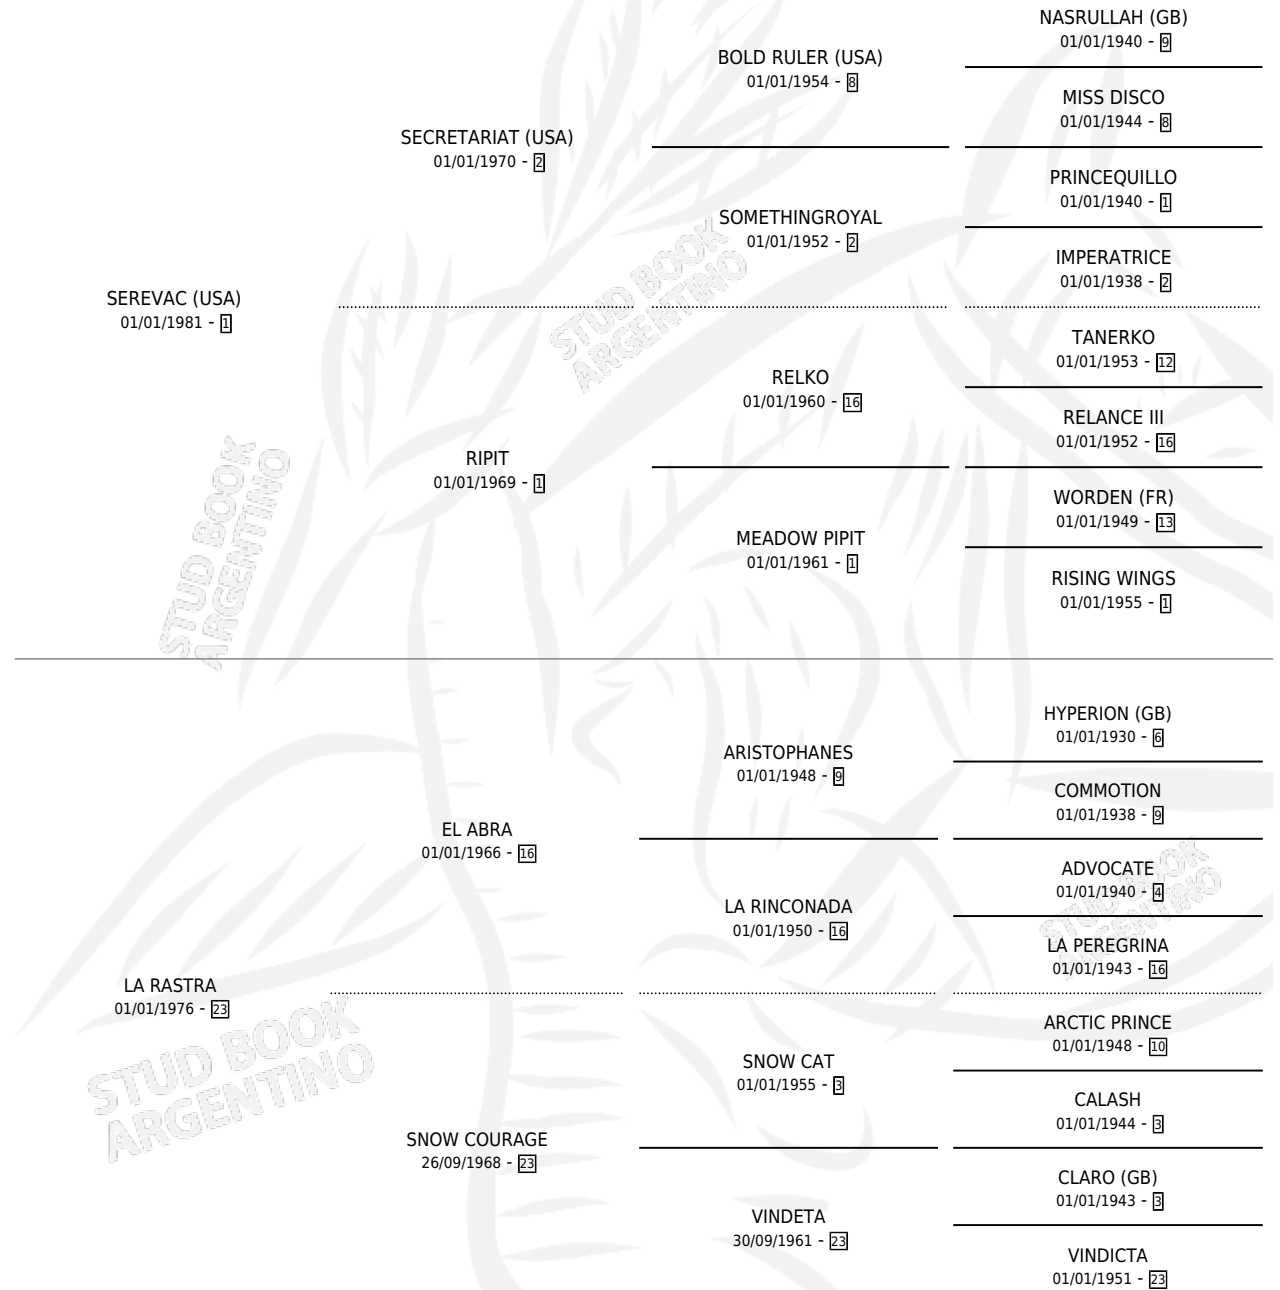 NASRULLAH (GB)
01/01/1940 - 9
BOLD RULER (USA)
01/01/1954 - 8
MISS DISCO
01/01/1944 - 8
SECRETARIAT (USA)
01/01/1970 - 2
PRINCEQUILLO
01/01/1940 - 1
SOMETHINGROYAL
01/01/1952 - 2
IMPERATRICE
01/01/1938 - 2
SEREVAC (USA)
01/01/1981 - 1
TANERKO
01/01/1953 - 12
RELKO
01/01/1960 - 16
RELANCE III
01/01/1952 - 16
RIPIT
01/01/1969 - 1
WORDEN (FR)
01/01/1949 - 13
MEADOW PIPIT
01/01/1961 - 1
RISING WINGS
01/01/1955 - 1
HYPERION (GB)
01/01/1930 - 6
ARISTOPHANES
01/01/1948 - 9
COMMOTION
01/01/1938 - 9
EL ABRA
01/01/1966 - 16
ADVOCATE
01/01/1940 - 4
LA RINCONADA
01/01/1950 - 16
LA PEREGRINA
01/01/1943 - 16
LA RASTRA
01/01/1976 - 23
ARCTIC PRINCE
01/01/1948 - 10
SNOW CAT
01/01/1955 - 3
CALASH
01/01/1944 - 3
SNOW COURAGE
26/09/1968 - 23
CLARO (GB)
01/01/1943 - 3
VINDETA
30/09/1961 - 23
VINDICTA
01/01/1951 - 23
STUD BOOK
ARGENTINO
STUD BOOK
ARGENTINO
STUD BOOK
ARGENTINO
STUD BOOK
ARGENTINO